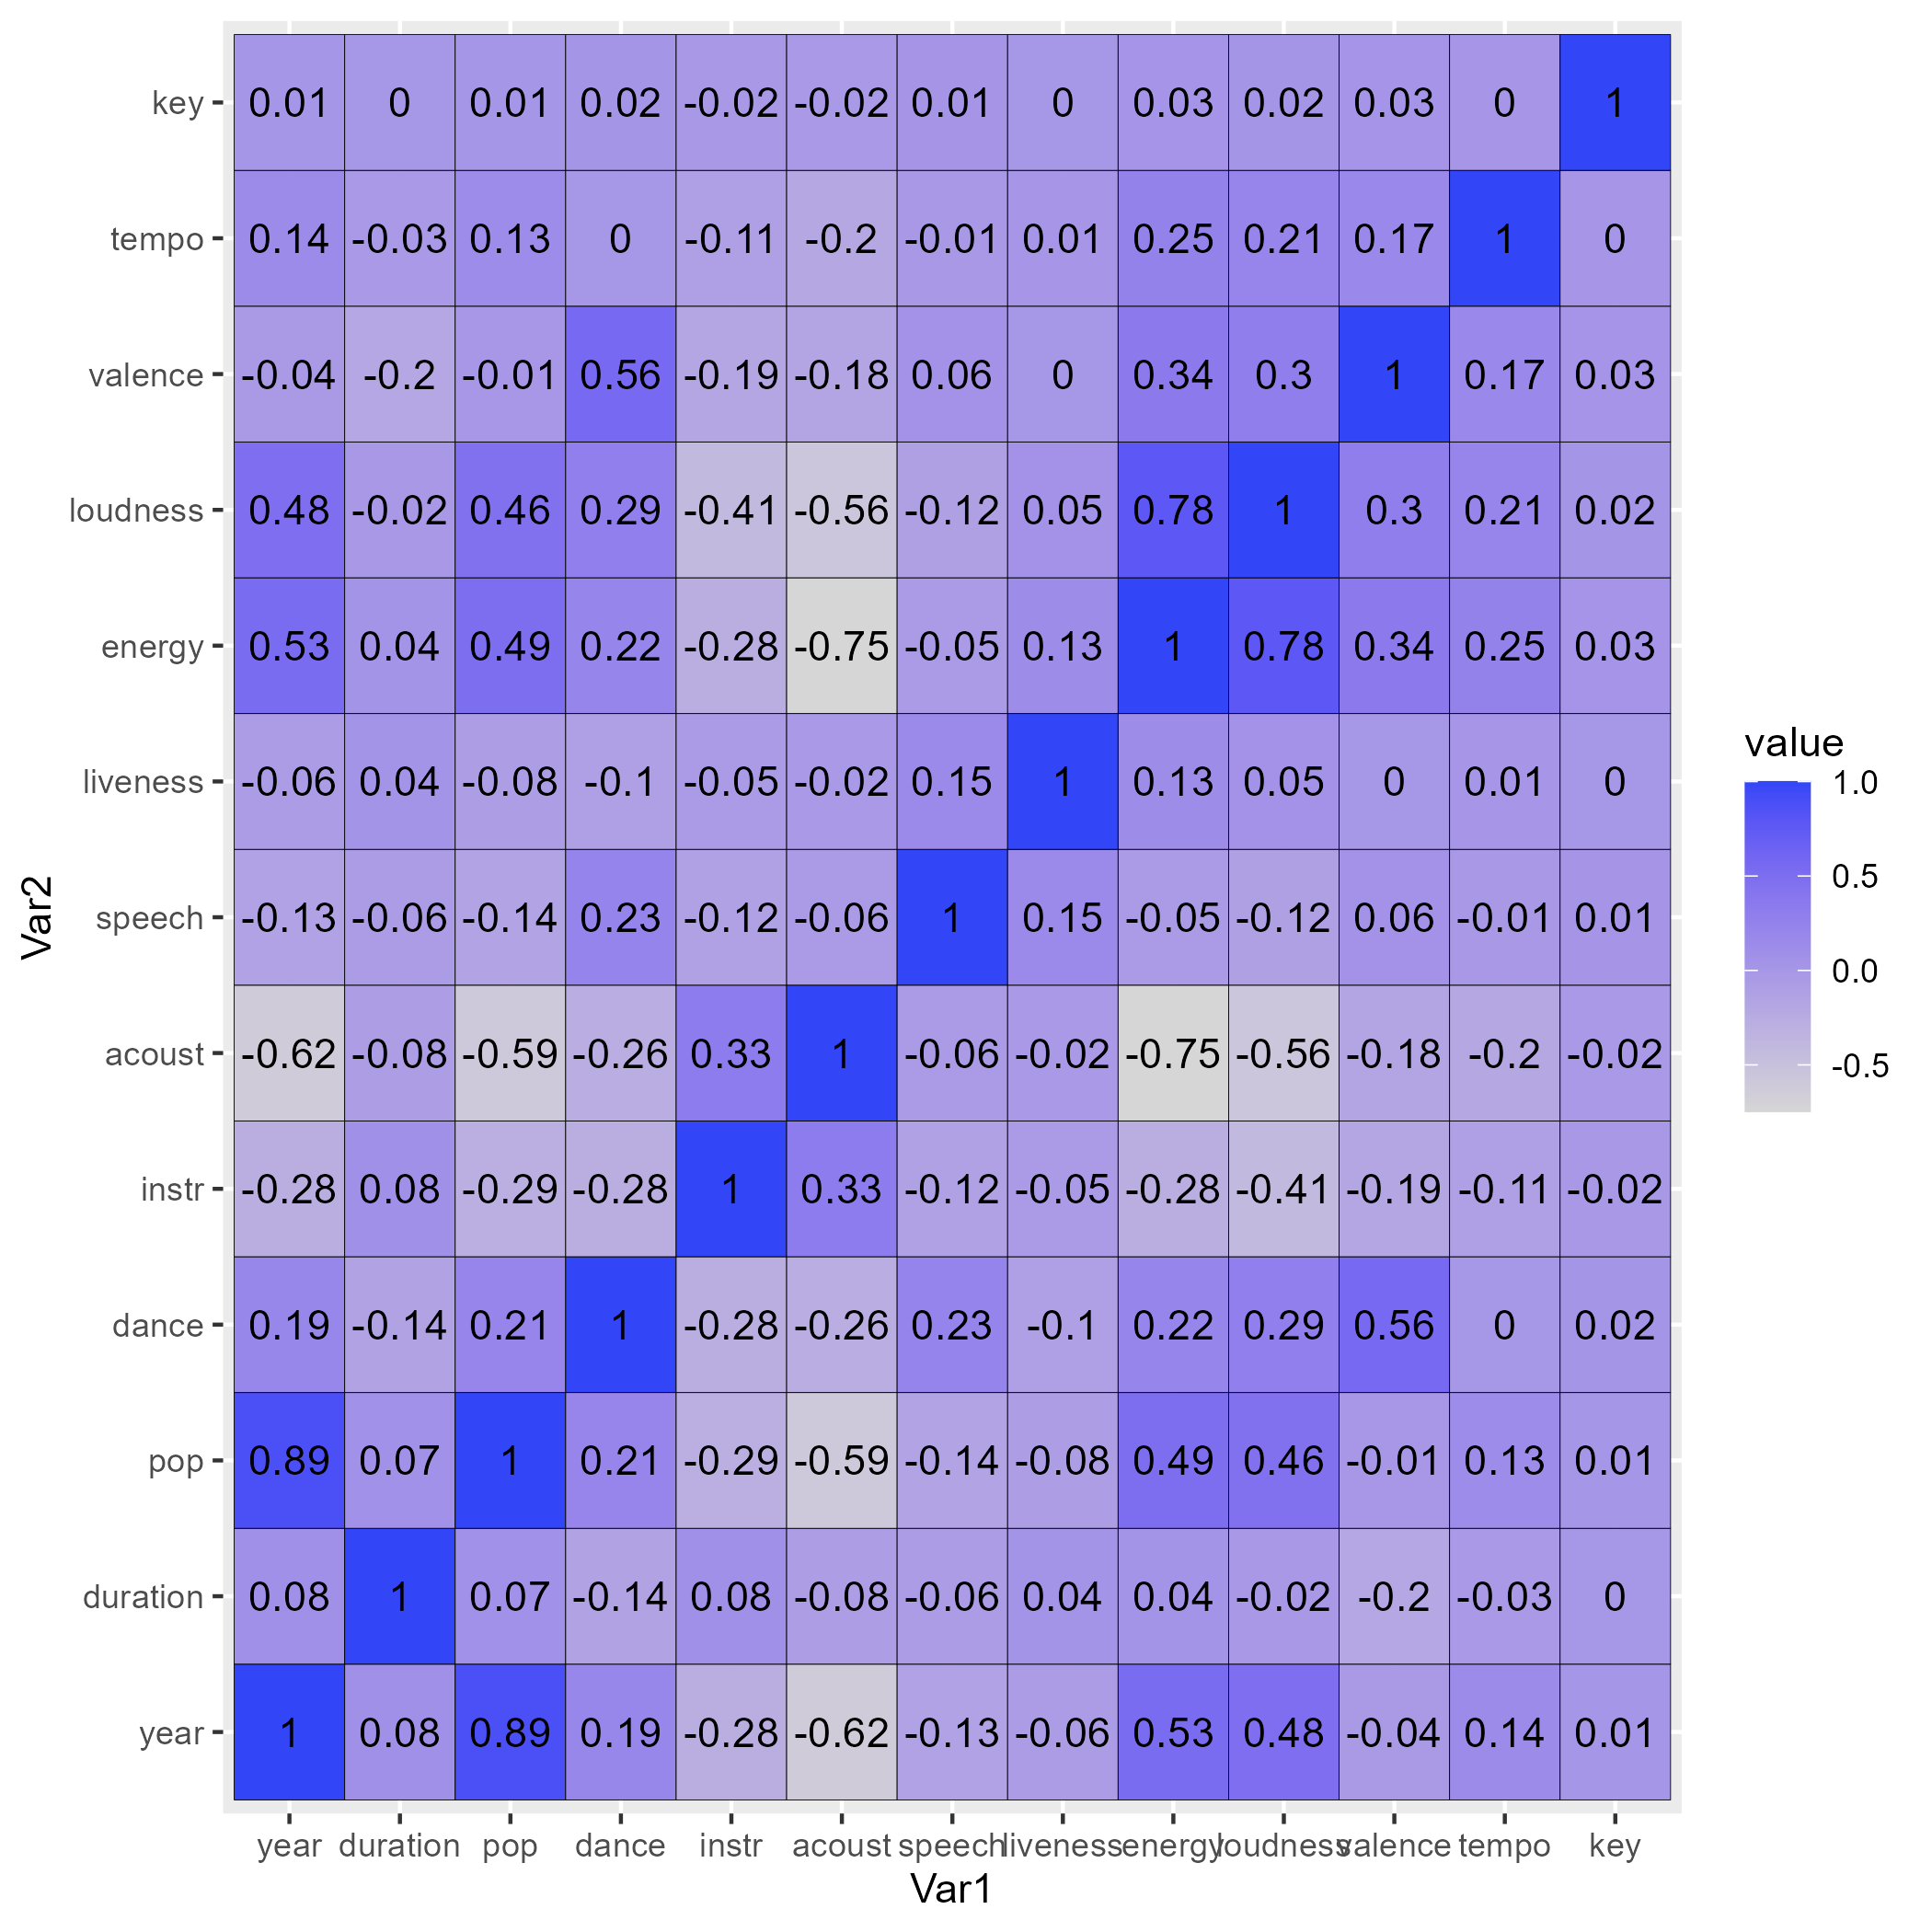 key 0.01 0 0.01 0.02 -0.02 -0.02 0.01 0 0.03 0.02 0.03 0 1
tempo 0.14 -0.03 0.13 0 -0.11 -0.2 -0.01 0.01 0.25 0.21 0.17 1 0
valence -0.04 -0.2 -0.01 0.56 -0.19 -0.18 0.06 0 0.34 0.3 1 0.17 0.03
loudness 0.48 -0.02 0.46 0.29 -0.41 -0.56 -0.12 0.05 0.78 1 0.3 0.21 0.02
energy 0.53 0.04 0.49 0.22 -0.28 -0.75 -0.05 0.13 1 0.78 0.34 0.25 0.03
liveness -0.06 0.04 -0.08 -0.1 -0.05 -0.02 0.15 1 0.13 0.05 0 0.01 0
speech -0.13 -0.06 -0.14 0.23 -0.12 -0.06 1 0.15 -0.05 -0.12 0.06 -0.01 0.01
acoust -0.62 -0.08 -0.59 -0.26 0.33 1 -0.06 -0.02 -0.75 -0.56 -0.18 -0.2 -0.02
instr -0.28 0.08 -0.29 -0.28 1 0.33 -0.12 -0.05 -0.28 -0.41 -0.19 -0.11 -0.02
dance 0.19 -0.14 0.21 1 -0.28 -0.26 0.23 -0.1 0.22 0.29 0.56 0 0.02
pop 0.89 0.07 1 0.21 -0.29 -0.59 -0.14 -0.08 0.49 0.46 -0.01 0.13 0.01
duration 0.08 1 0.07 -0.14 0.08 -0.08 -0.06 0.04 0.04 -0.02 -0.2 -0.03 0
year 1 0.08 0.89 0.19 -0.28 -0.62 -0.13 -0.06 0.53 0.48 -0.04 0.14 0.01
year duration pop dance instr acoust speech liveness energy loudness valence tempo key
Var1
Var2
value
1.0
0.5
0.0
-0.5